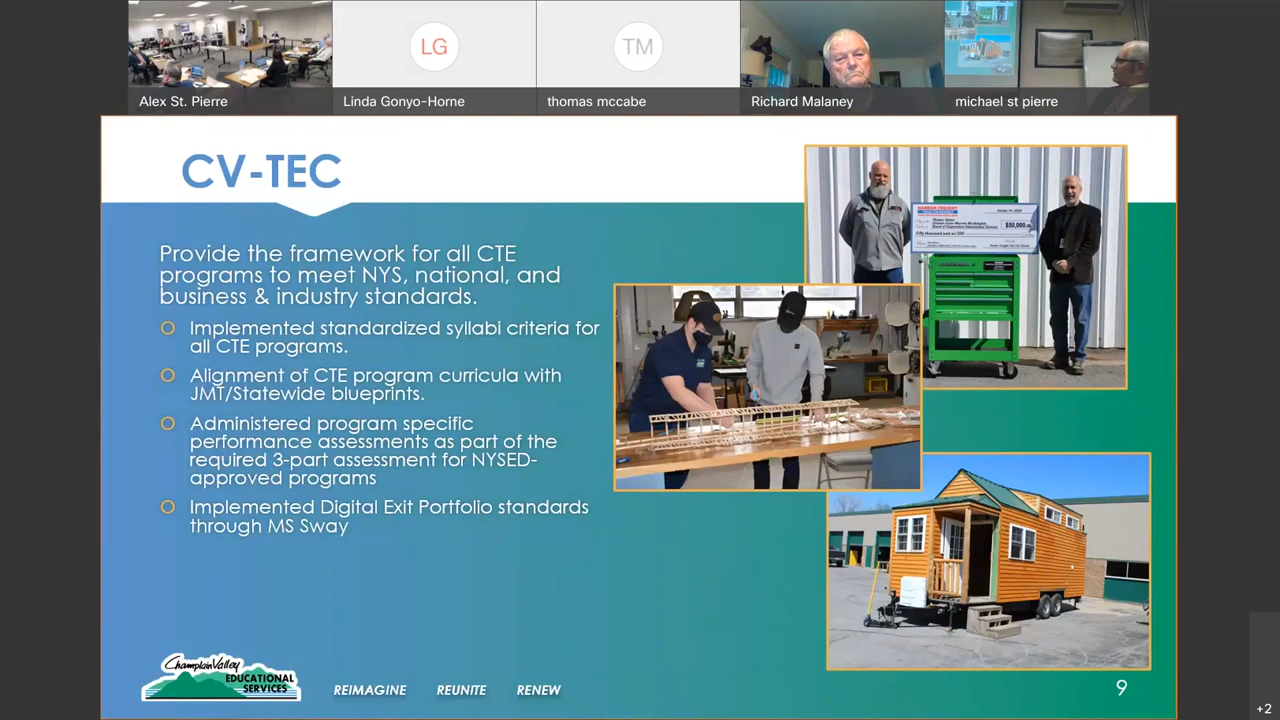 LG
TM
Alex St. Pierre
Linda Gonyo-Horne
thomas mccabe
Richard Malaney
michael st pierre
CV-TEC
Provide the framework for all CTE
programs to meet NYS, national, and
business & industry standards.
Implemented standardized syllabi criteria for
all CTE programs.
Alignment of CTE program curricula with
JMT/Statewide blueprints.
Administered program specific
performance assessments as part of the
required 3-part assessment for NYSED-
approved programs
Implemented Digital Exit Portfolio standards
through MS Sway
HARBOR FREIGHT
$50,000.
Champlain Valley
EDUCATIONAL
SERVICES
REIMAGINE REUNITE RENEW
9
+2